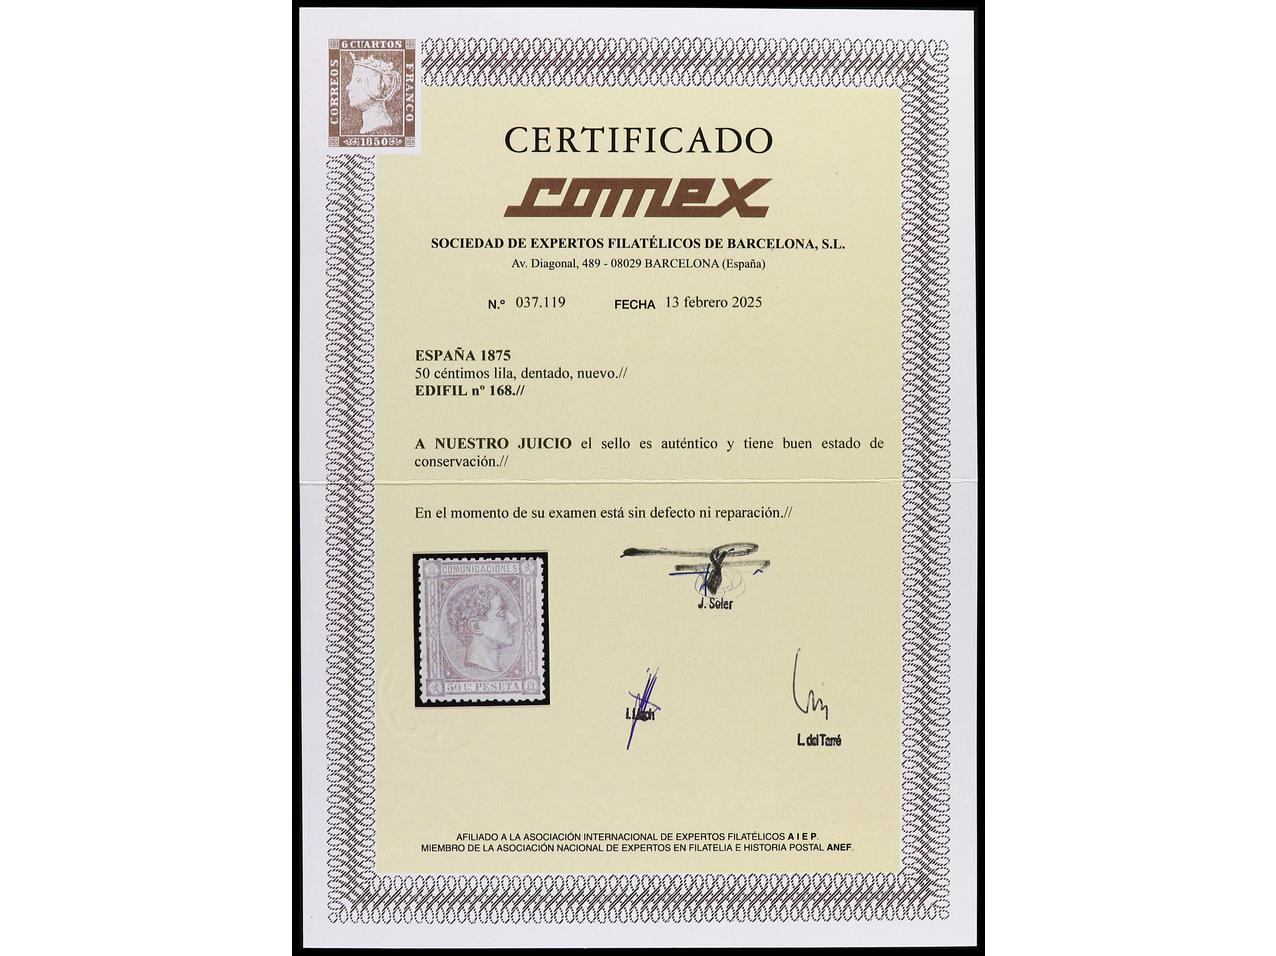 6 CUARTOS
CORREOS
FRANCO
1850
CERTIFICADO
comex
SOCIEDAD DE EXPERTOS FILATÉLICOS DE BARCELONA, S.L.
Av. Diagonal, 489 - 08029 BARCELONA (España)
N.º 037.119 FECHA 13 febrero 2025
ESPAÑA 1875
50 céntimos lila, dentado, nuevo.//
EDIFIL nº 168.//
A NUESTRO JUICIO el sello es auténtico y tiene buen estado de
conservación.//
En el momento de su examen está sin defecto ni reparación.//
COMUNICACIONES
50 C. PESETA
J. Soler
L. del Tarré
AFILIADO A LA ASOCIACIÓN INTERNACIONAL DE EXPERTOS FILATÉLICOS A I E P.
MIEMBRO DE LA ASOCIACIÓN NACIONAL DE EXPERTOS EN FILATELIA E HISTORIA POSTAL ANEF.